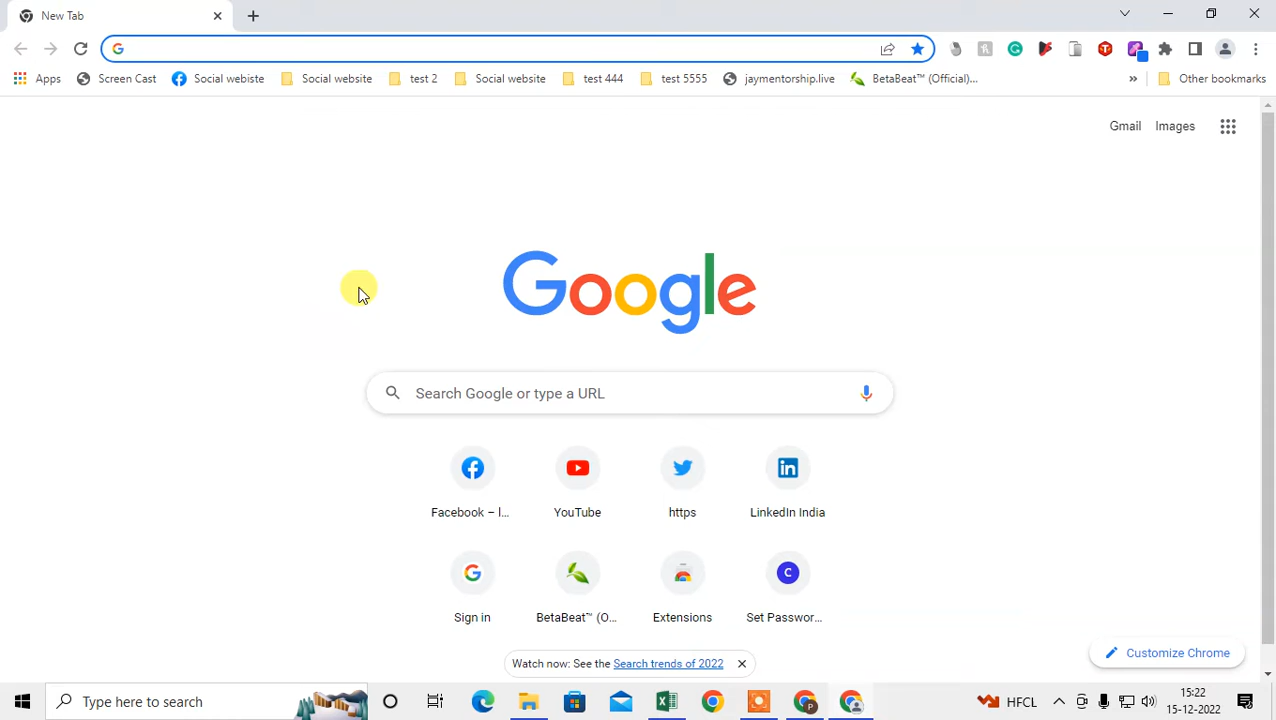 New Tab
Apps Screen Cast Social webiste Social website test 2 Social website test 444 test 5555 jaymentorship.live BetaBeat™ (Official)... » Other bookmarks
Gmail Images
Google
Search Google or type a URL
Facebook – l... YouTube https LinkedIn India
C
Sign in BetaBeat™ (O... Extensions Set Passwor...
Customize Chrome
Watch now: See the Search trends of 2022
Type here to search
HFCL
15:22
15-12-2022